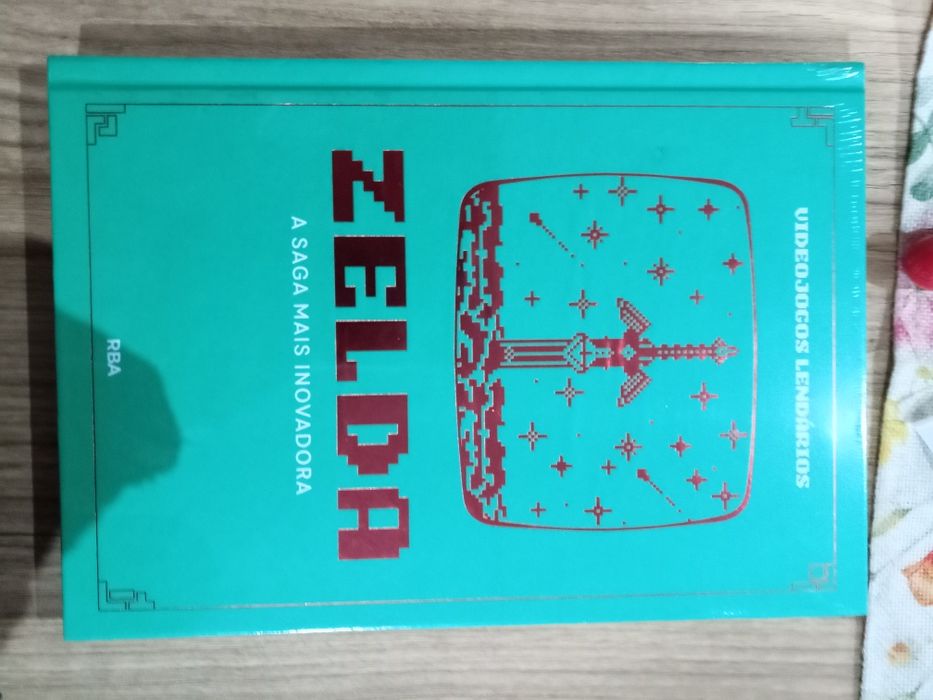 VIDEOJOGOS LENDÁRIOS
ZELDA
A SAGA MAIS INOVADORA
RBA